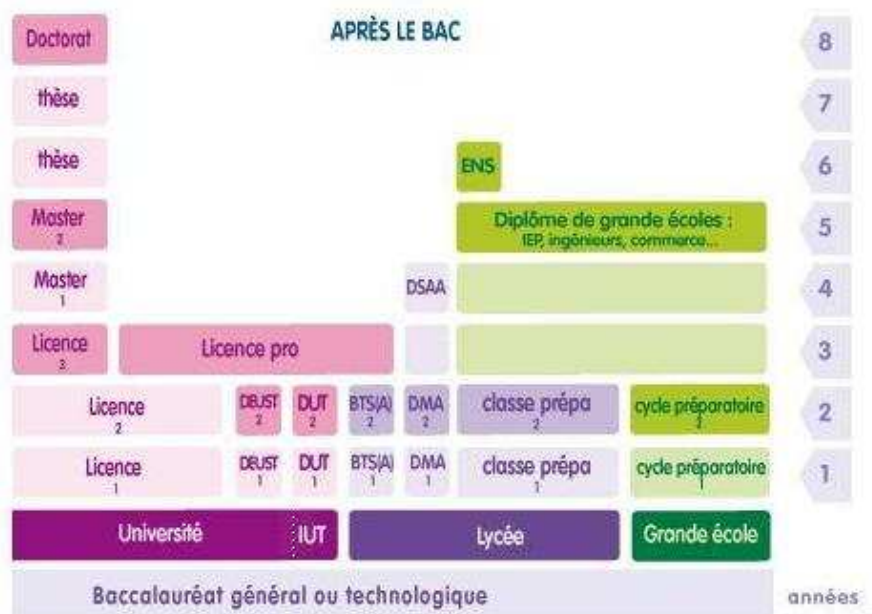 APRÈS LE BAC
Doctorat
8
thèse
7
thèse
ENS
6
Master
2
Diplôme de grande écoles :
IEP, ingénieurs, commerce...
5
Master
1
DSAA
4
Licence
3
Licence pro
3
Licence
2
DEUST
2
DUT
2
BTS(A)
2
DMA
2
classe prépa
2
cycle préparatoire
2
2
Licence
1
DEUST
1
DUT
1
BTS(A)
1
DMA
1
classe prépa
1
cycle préparatoire
1
1
Université
IUT
Lycée
Grande école
Baccalauréat général ou technologique
années